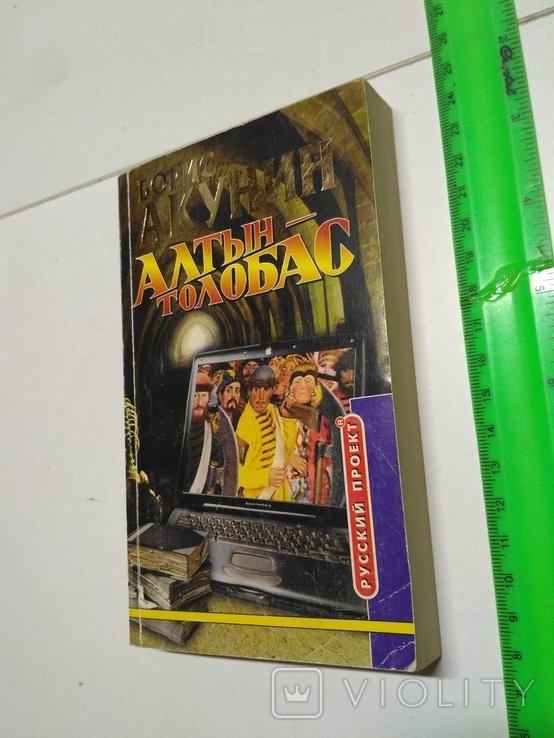 БОРИС
АКУНИН
АЛТЫН-
ТОЛОБАС
РУССКИЙ ПРОЕКТ®
VIOLITY